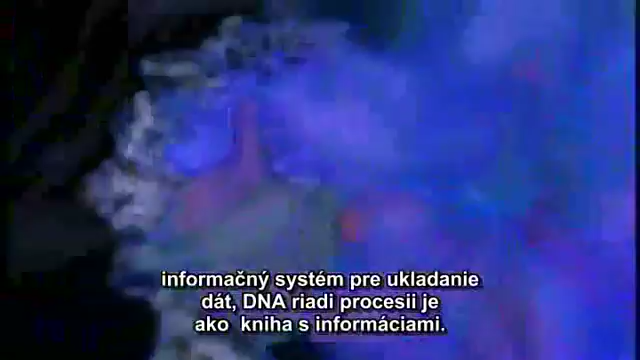 informačný systém pre ukladanie
dát, DNA riadi procesii je
ako  kniha s informáciami.